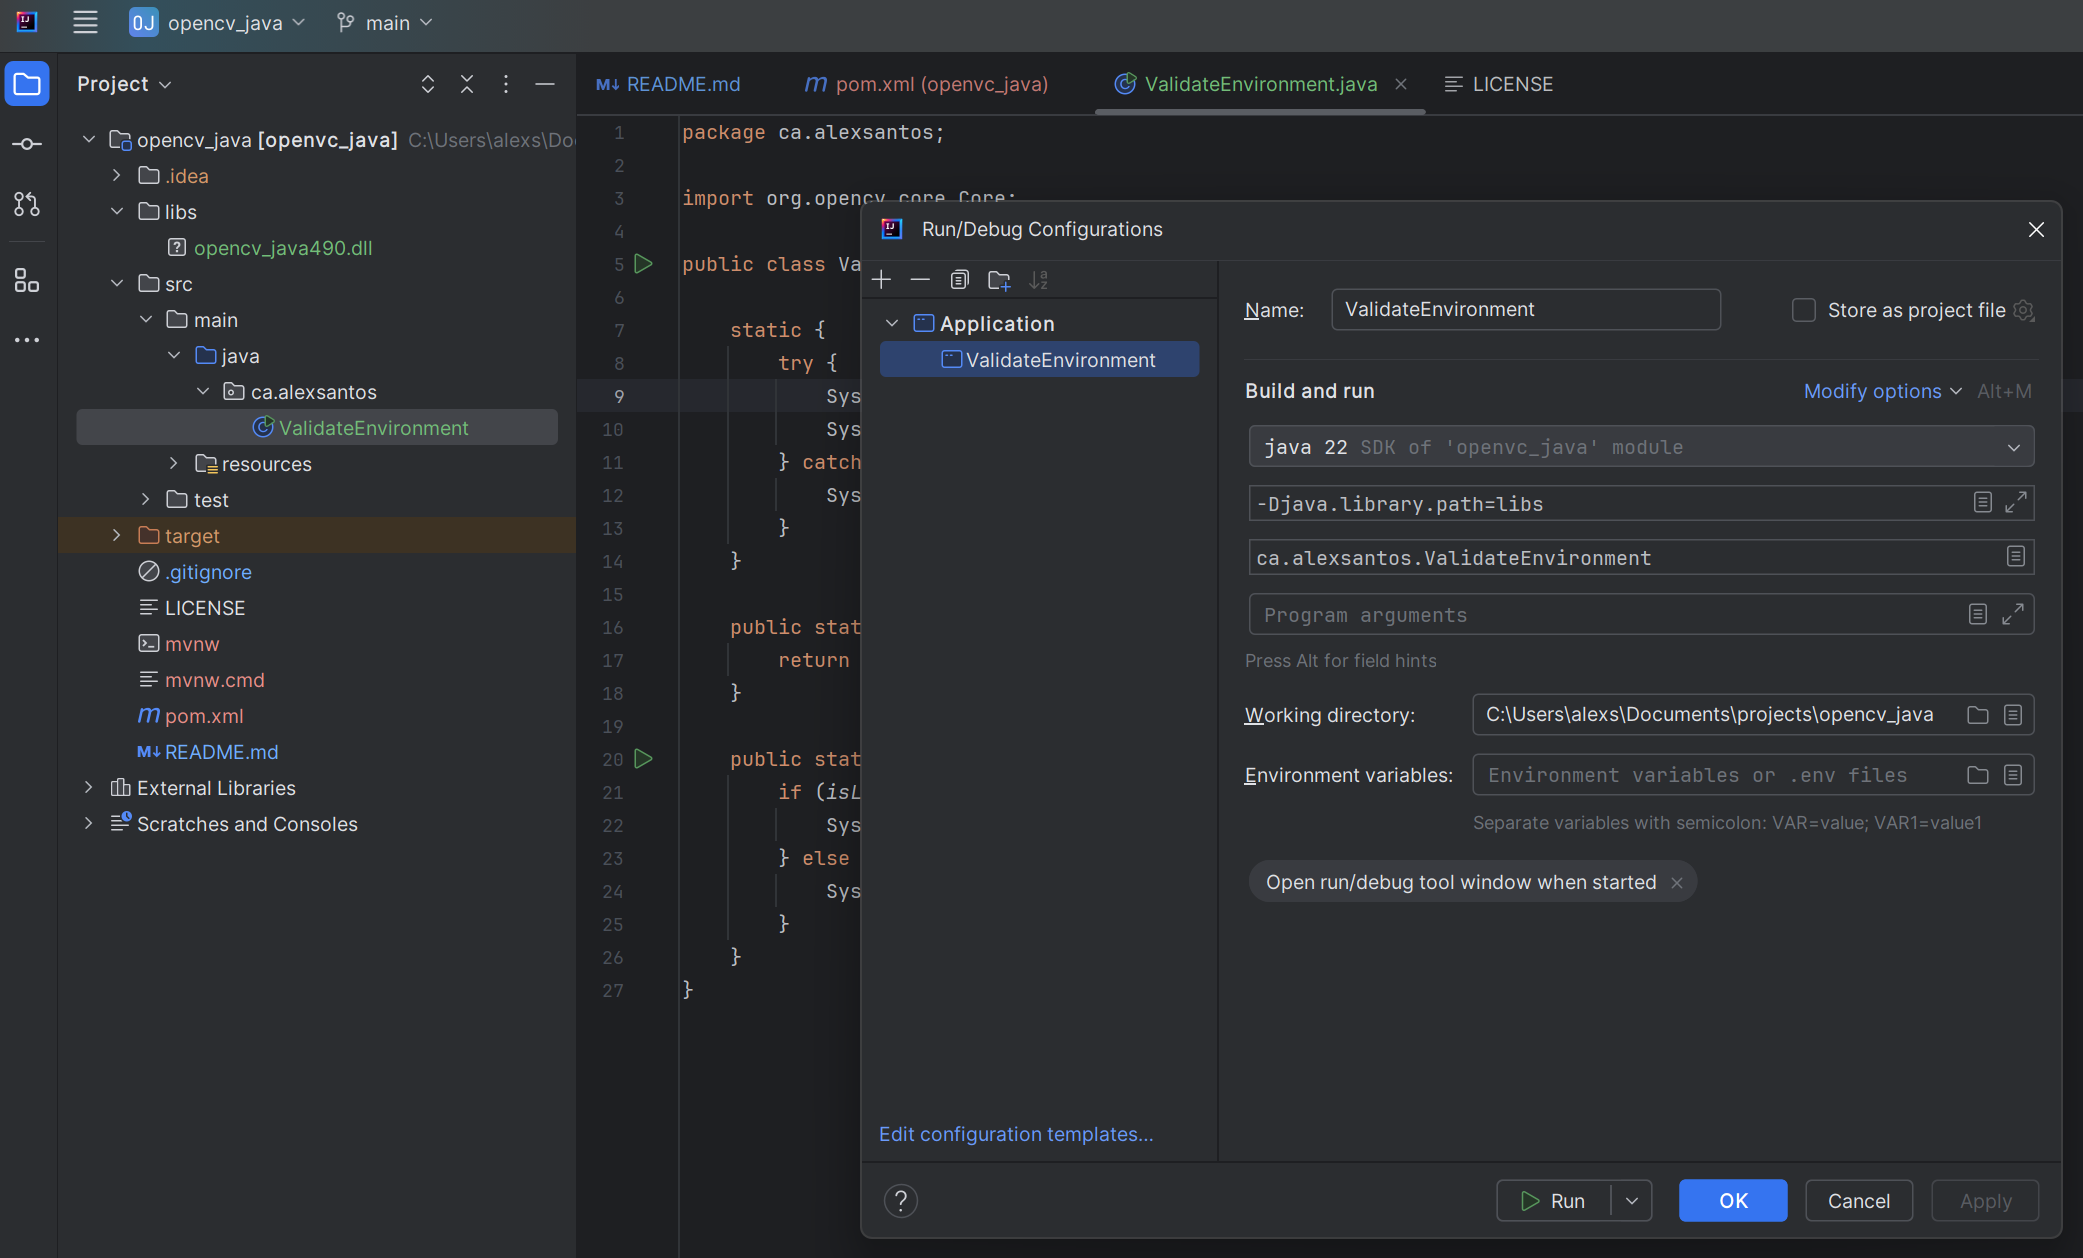 OJ opencv_java main
Project
README.md
pom.xml (openvc_java)
ValidateEnvironment.java
LICENSE
opencv_java [openvc_java] C:\Users\alexs\Do
.idea
libs
opencv_java490.dll
src
main
java
ca.alexsantos
ValidateEnvironment
resources
test
target
.gitignore
LICENSE
mvnw
mvnw.cmd
pom.xml
README.md
External Libraries
Scratches and Consoles
1 package ca.alexsantos;
2
3 import org.opencv.core.Core;
4
5 public class Va
6
7 static {
8 try {
9 Sys
10 Sys
11 } catch
12 Sys
13 }
14 }
15
16 public stat
17 return
18 }
19
20 public stat
21 if (isL
22 Sys
23 } else
24 Sys
25 }
26 }
27 }
Run/Debug Configurations
Application
ValidateEnvironment
Edit configuration templates...
Name: ValidateEnvironment Store as project file
Build and run Modify options Alt+M
java 22 SDK of 'openvc_java' module
-Djava.library.path=libs
ca.alexsantos.ValidateEnvironment
Program arguments
Press Alt for field hints
Working directory: C:\Users\alexs\Documents\projects\opencv_java
Environment variables: Environment variables or .env files
Separate variables with semicolon: VAR=value; VAR1=value1
Open run/debug tool window when started
? Run OK Cancel Apply